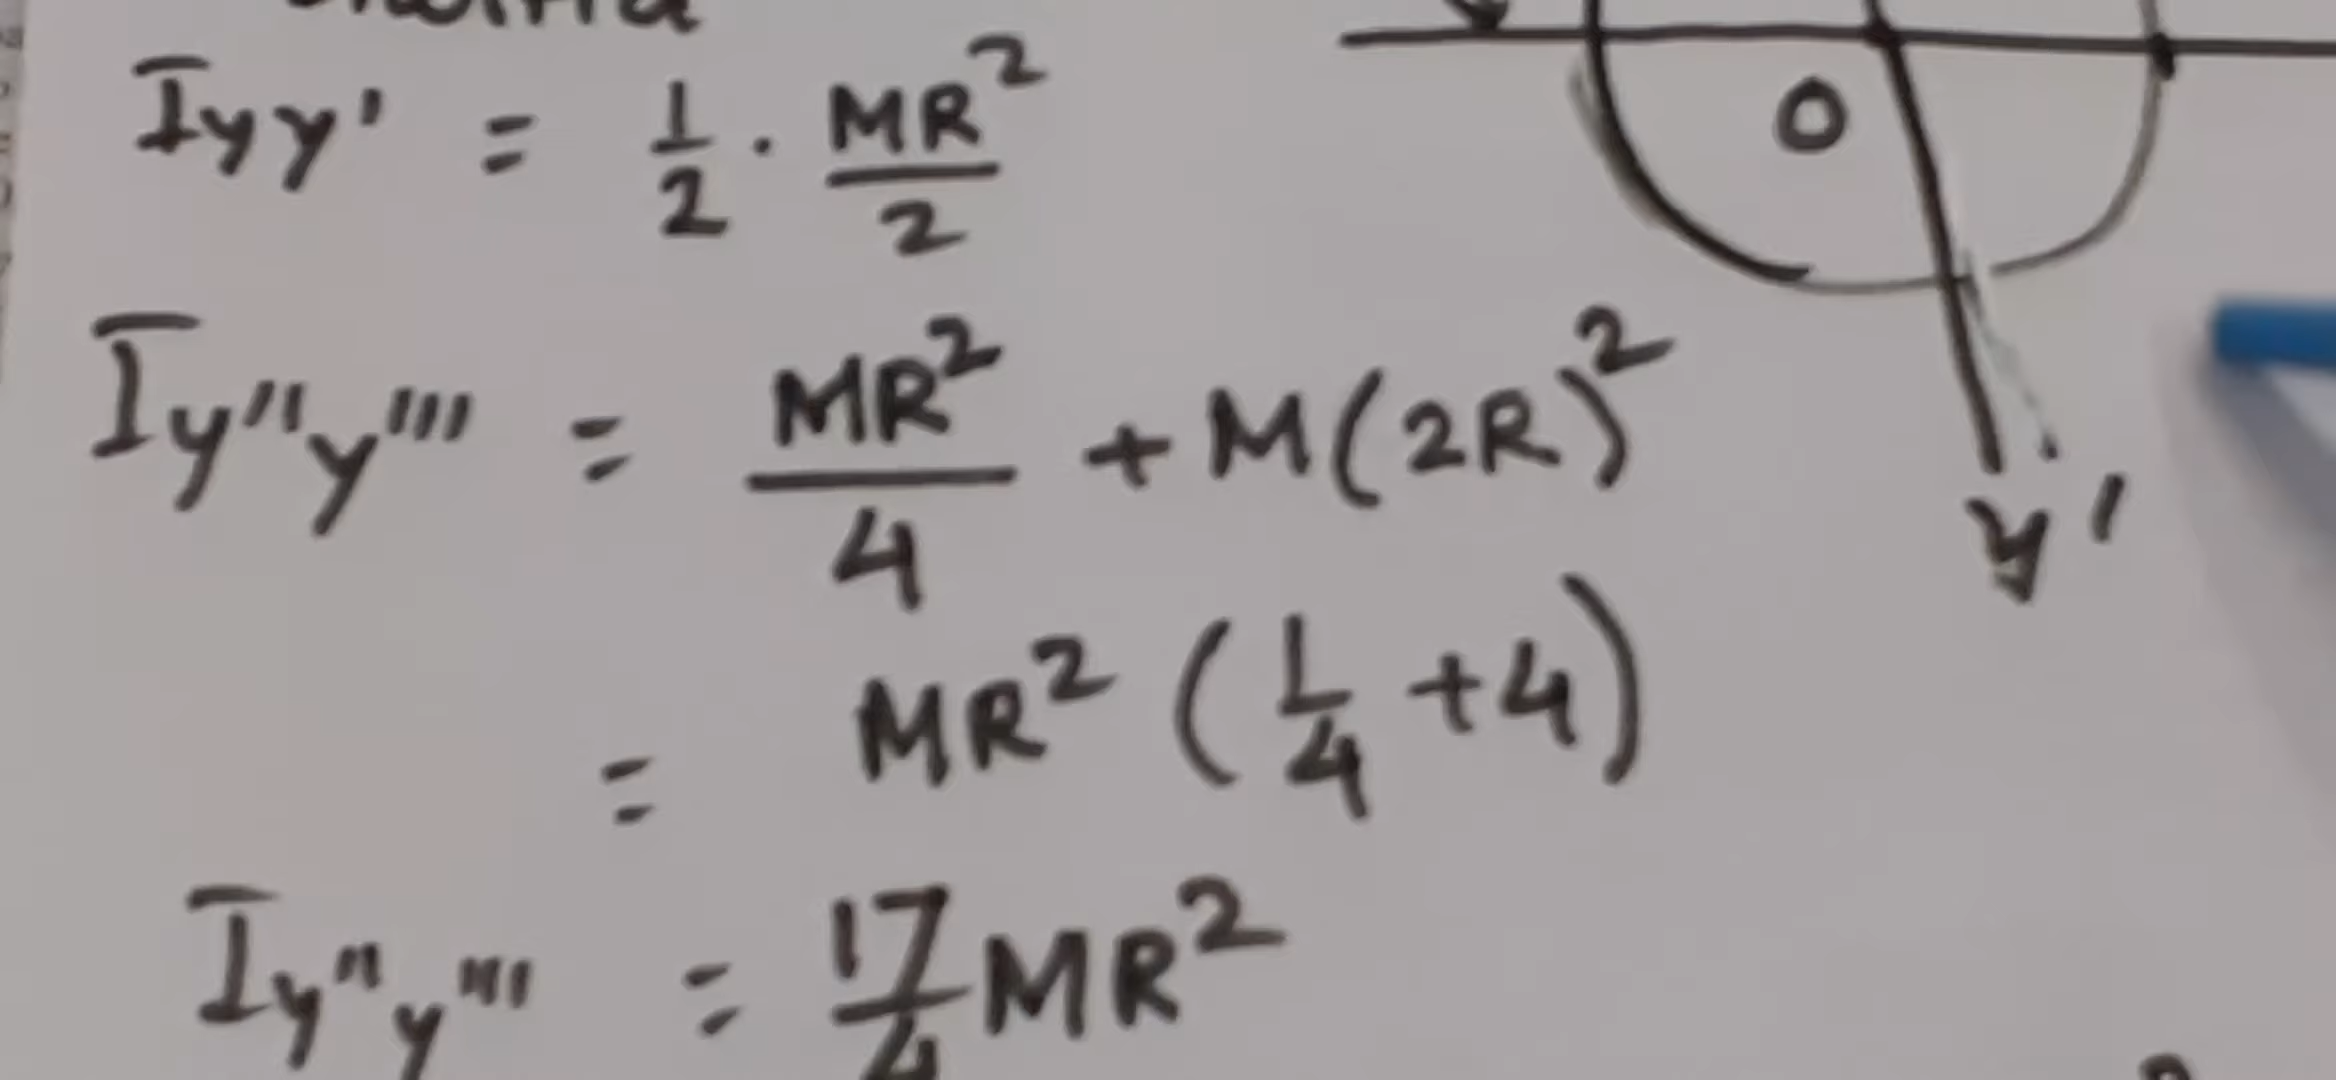 Iyy' = 1/2 . MR²/2
O
Iy''y''' = MR²/4 + M(2R)²
y'
= MR² (1/4 + 4)
Iy''y''' = 17/4 MR²